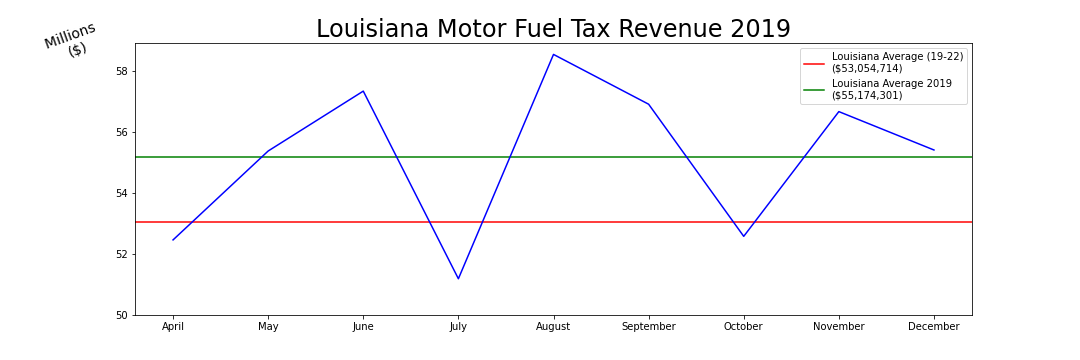 Millions
($)
Louisiana Motor Fuel Tax Revenue 2019
Louisiana Average (19-22)
($53,054,714)
Louisiana Average 2019
($55,174,301)
58
56
54
52
50
April May June July August September October November December